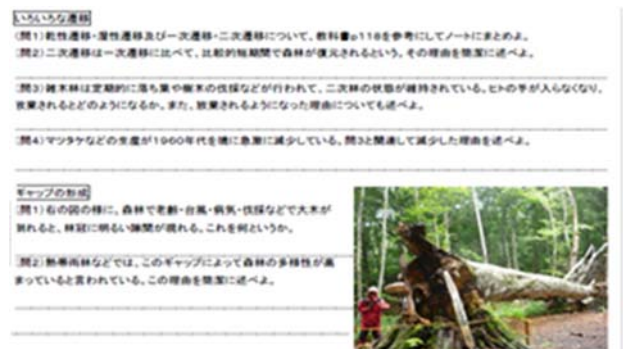 いろいろな遷移
(問1)乾性遷移・湿性遷移及び一次遷移・二次遷移について、教科書p118を参考にしてノートにまとめよ。
(問2)二次遷移は一次遷移に比べて、比較的短期間で森林が復元されるという。その理由を簡潔に述べよ。
(問3)雑木林は定期的に落ち葉や樹木の伐採などが行われて、二次林の状態が維持されている。ヒトの手が入らなくなり、
放棄されるとどのようになるか。また、放棄されるようになった理由についても述べよ。
(問4)マツタケなどの生産が1960年代を境に急激に減少している。問3と関連して減少した理由を述べよ。
ギャップの形成
(問1)右の図の様に、森林で老齢・台風・病気・伐採などで大木が
倒れると、林冠に明るい隙間が現れる。これを何というか。
(問2)熱帯雨林などでは、このギャップによって森林の多様性が高
まっていると言われている。この理由を簡潔に述べよ。